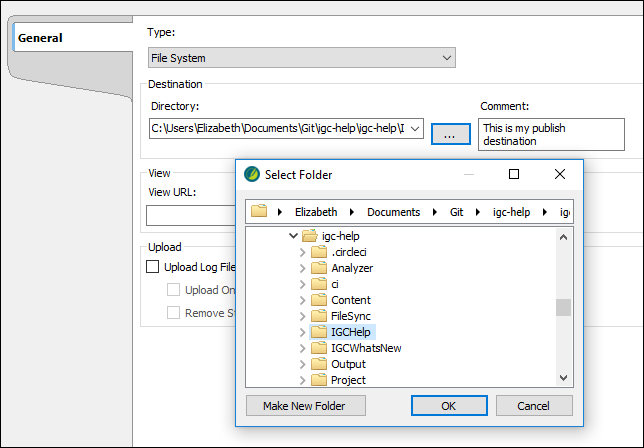 General
Type:
File System
Destination
Directory:
Comment:
C:\Users\Elizabeth\Documents\Git\igc-help\igc-help\I
...
This is my publish
destination
Select Folder
View
View URL:
Elizabeth Documents Git igc-help ig
Upload
Upload Log File
Upload On
Remove
igc-help
.circleci
Analyzer
ci
Content
FileSync
IGCHelp
IGCWhatsNew
Output
Project
Make New Folder
OK
Cancel